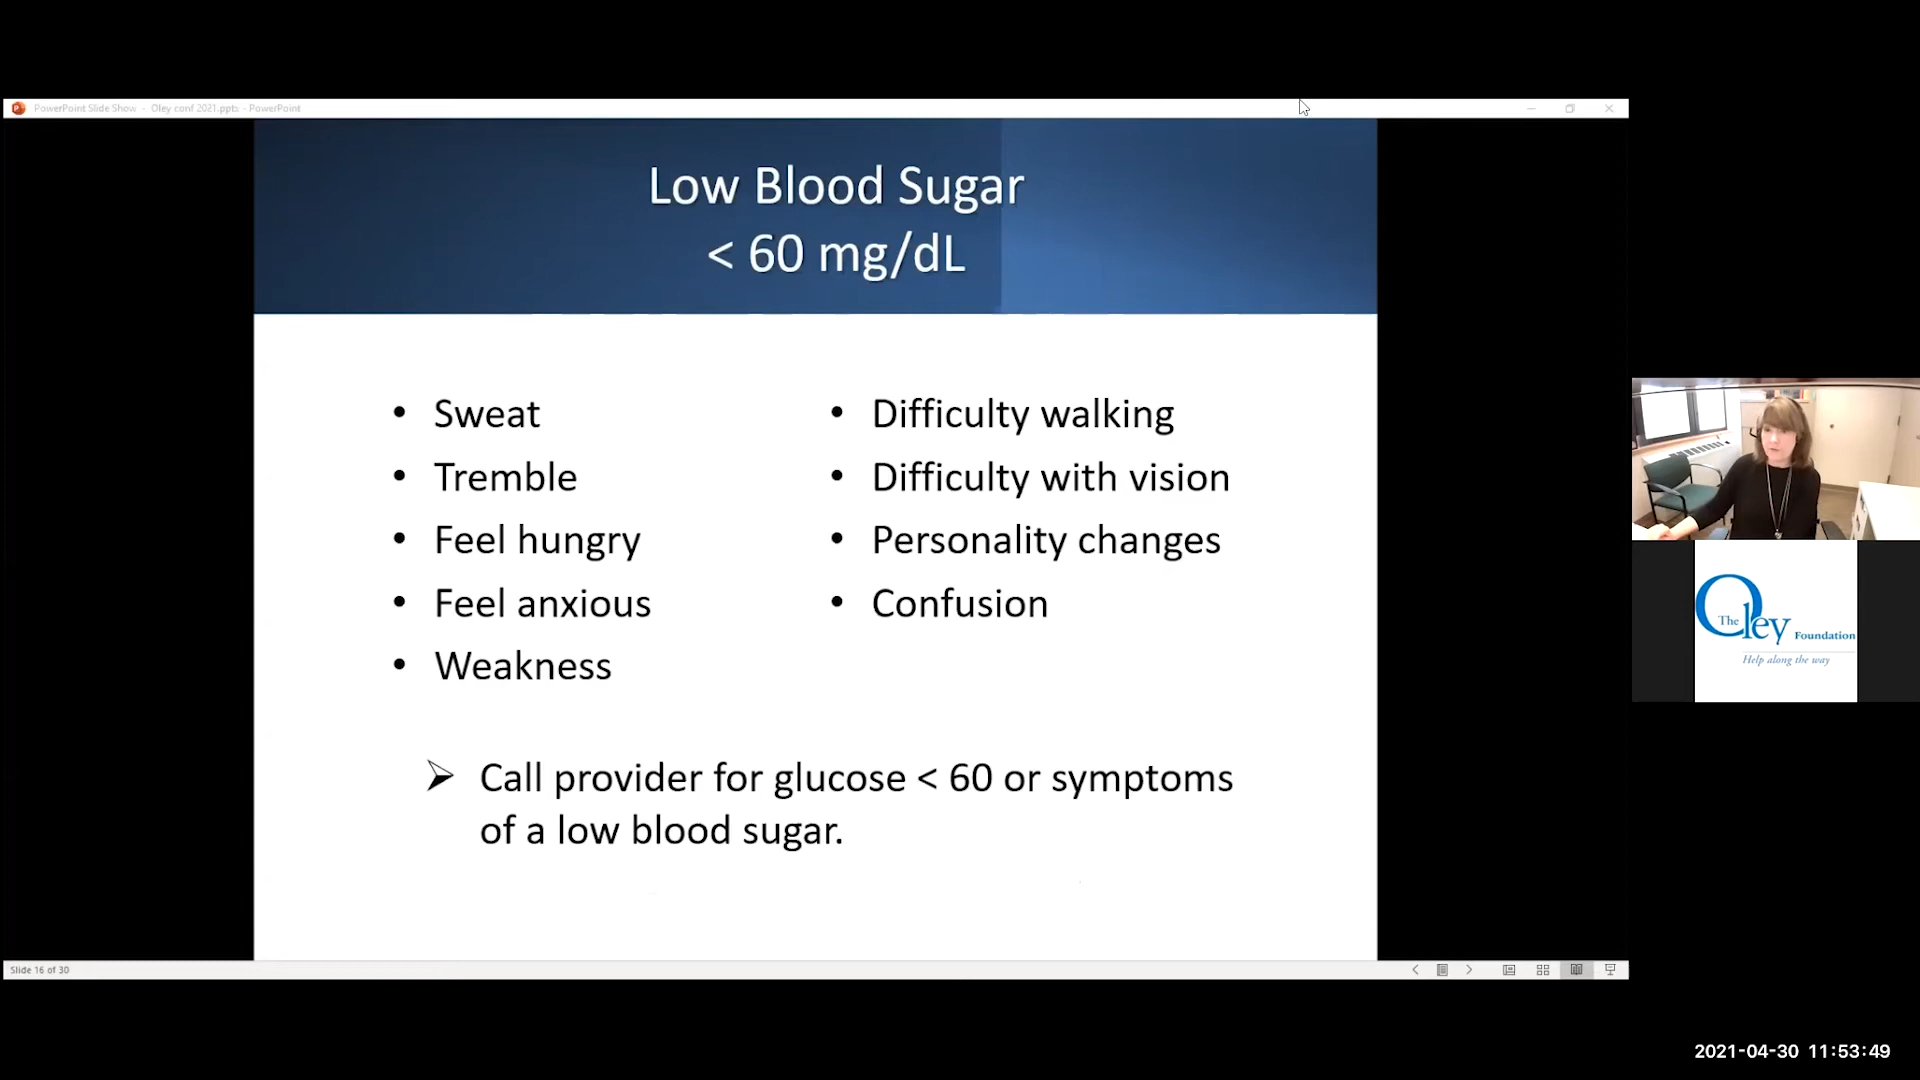 PowerPoint Slide Show - Oley conf 2021.ppts - PowerPoint
Low Blood Sugar
< 60 mg/dL
• Sweat
• Tremble
• Feel hungry
• Feel anxious
• Weakness
• Difficulty walking
• Difficulty with vision
• Personality changes
• Confusion
➢ Call provider for glucose < 60 or symptoms
of a low blood sugar.
The Oley Foundation
Help along the way
Slide 16 of 30
2021-04-30 11:53:49